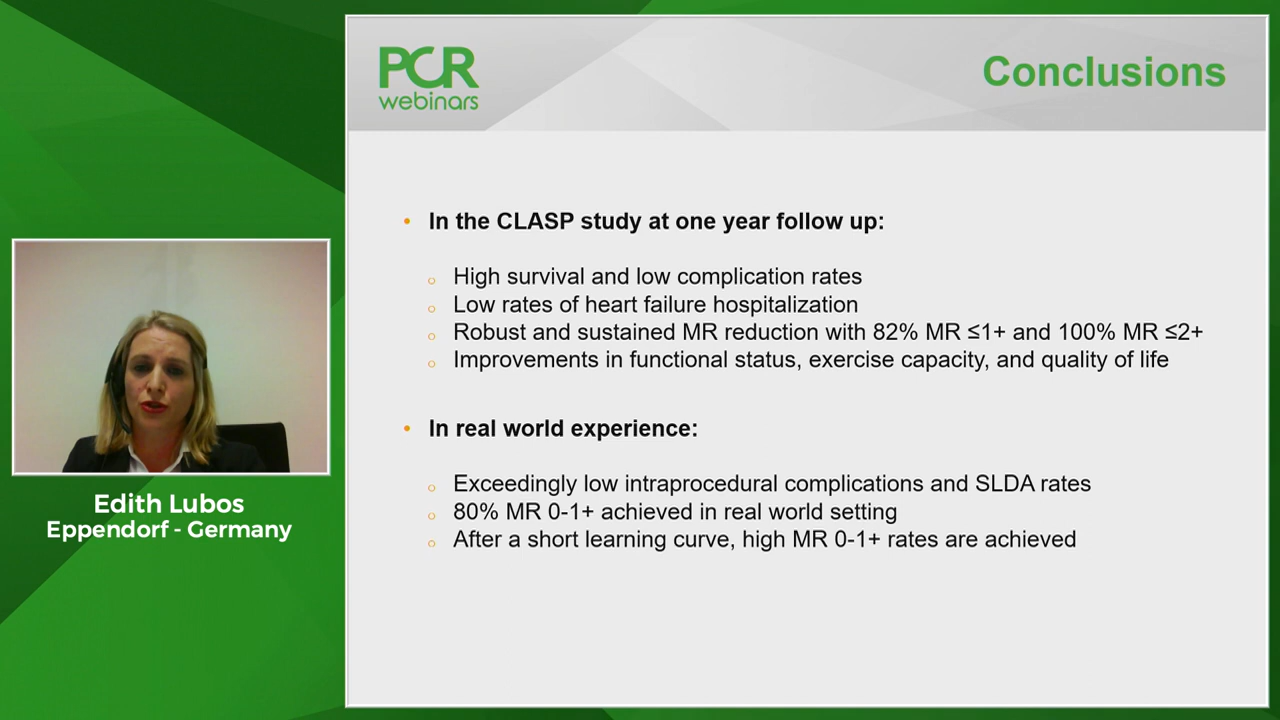 PCR
webinars
Conclusions
• In the CLASP study at one year follow up:
○ High survival and low complication rates
○ Low rates of heart failure hospitalization
○ Robust and sustained MR reduction with 82% MR ≤1+ and 100% MR ≤2+
○ Improvements in functional status, exercise capacity, and quality of life
• In real world experience:
○ Exceedingly low intraprocedural complications and SLDA rates
○ 80% MR 0-1+ achieved in real world setting
○ After a short learning curve, high MR 0-1+ rates are achieved
Edith Lubos
Eppendorf - Germany